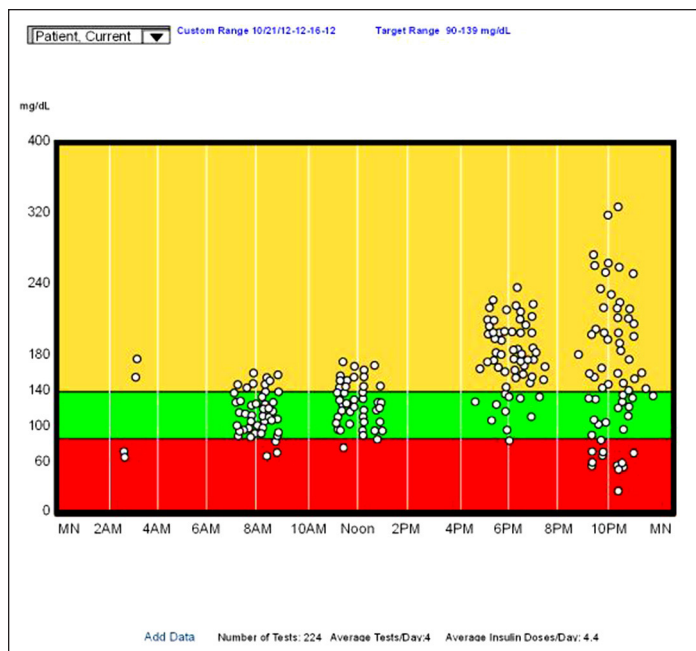 Patient, Current Custom Range 10/21/12-12-16-12 Target Range 90-139 mg/dL
mg/dL
400
320
240
180
140
100
60
0
MN 2AM 4AM 6AM 8AM 10AM Noon 2PM 4PM 6PM 8PM 10PM MN
Add Data Number of Tests: 224 Average Tests/Day:4 Average Insulin Doses/Day: 4.4